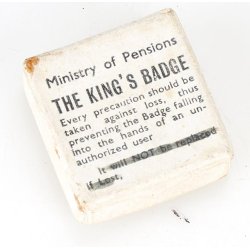 Ministry of Pensions
THE KING'S BADGE
Every precaution should be
taken against loss, thus
preventing the Badge falling
into the hands of an un-
authorized user
It will NOT be replaced
if Lost,